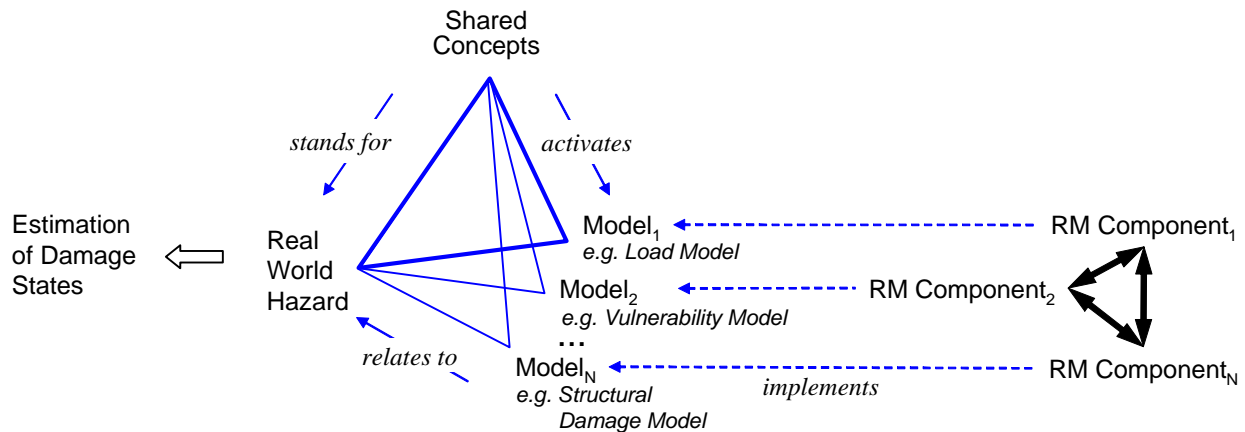 Shared
Concepts
stands for
activates
Estimation
of Damage
States
Real
World
Hazard
Model1
e.g. Load Model
RM Component1
Model2
e.g. Vulnerability Model
RM Component2
...
relates to
ModelN
e.g. Structural
Damage Model
implements
RM ComponentN